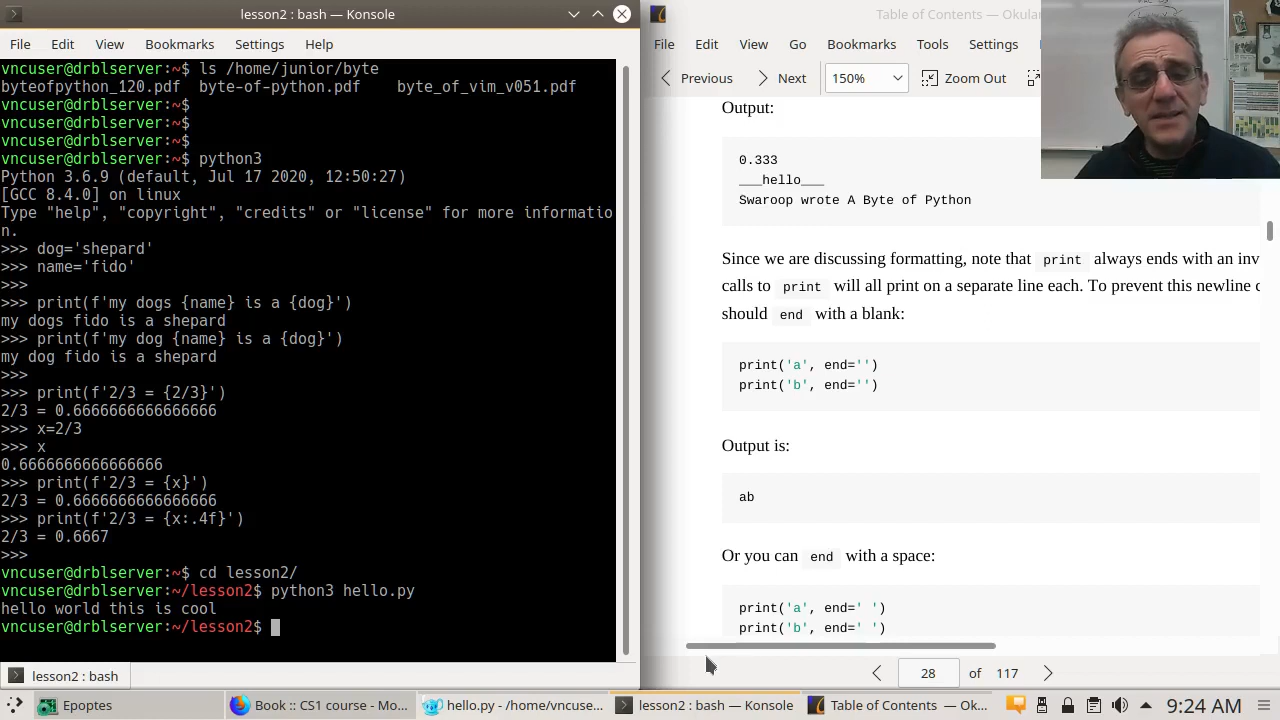 lesson2 : bash — Konsole
File Edit View Bookmarks Settings Help
vncuser@drblserver:~$ ls /home/junior/byte
byteofpython_120.pdf byte-of-python.pdf byte_of_vim_v051.pdf
vncuser@drblserver:~$
vncuser@drblserver:~$
vncuser@drblserver:~$
vncuser@drblserver:~$ python3
Python 3.6.9 (default, Jul 17 2020, 12:50:27)
[GCC 8.4.0] on linux
Type "help", "copyright", "credits" or "license" for more informatio
n.
>>> dog='shepard'
>>> name='fido'
>>>
>>> print(f'my dogs {name} is a {dog}')
my dogs fido is a shepard
>>> print(f'my dog {name} is a {dog}')
my dog fido is a shepard
>>>
>>> print(f'2/3 = {2/3}')
2/3 = 0.6666666666666666
>>> x=2/3
>>> x
0.6666666666666666
>>> print(f'2/3 = {x}')
2/3 = 0.6666666666666666
>>> print(f'2/3 = {x:.4f}')
2/3 = 0.6667
>>>
vncuser@drblserver:~$ cd lesson2/
vncuser@drblserver:~/lesson2$ python3 hello.py
hello world this is cool
vncuser@drblserver:~/lesson2$
lesson2 : bash
Table of Contents — Okular
File Edit View Go Bookmarks Tools Settings
Previous Next 150% Zoom Out
Output:
0.333
___hello___
Swaroop wrote A Byte of Python
Since we are discussing formatting, note that print always ends with an inv
calls to print will all print on a separate line each. To prevent this newline c
should end with a blank:
print('a', end='')
print('b', end='')
Output is:
ab
Or you can end with a space:
print('a', end=' ')
print('b', end=' ')
28 of 117
Epoptes
Book :: CS1 course - Mo...
hello.py - /home/vncuse...
lesson2 : bash — Konsole
Table of Contents — Ok...
9:24 AM